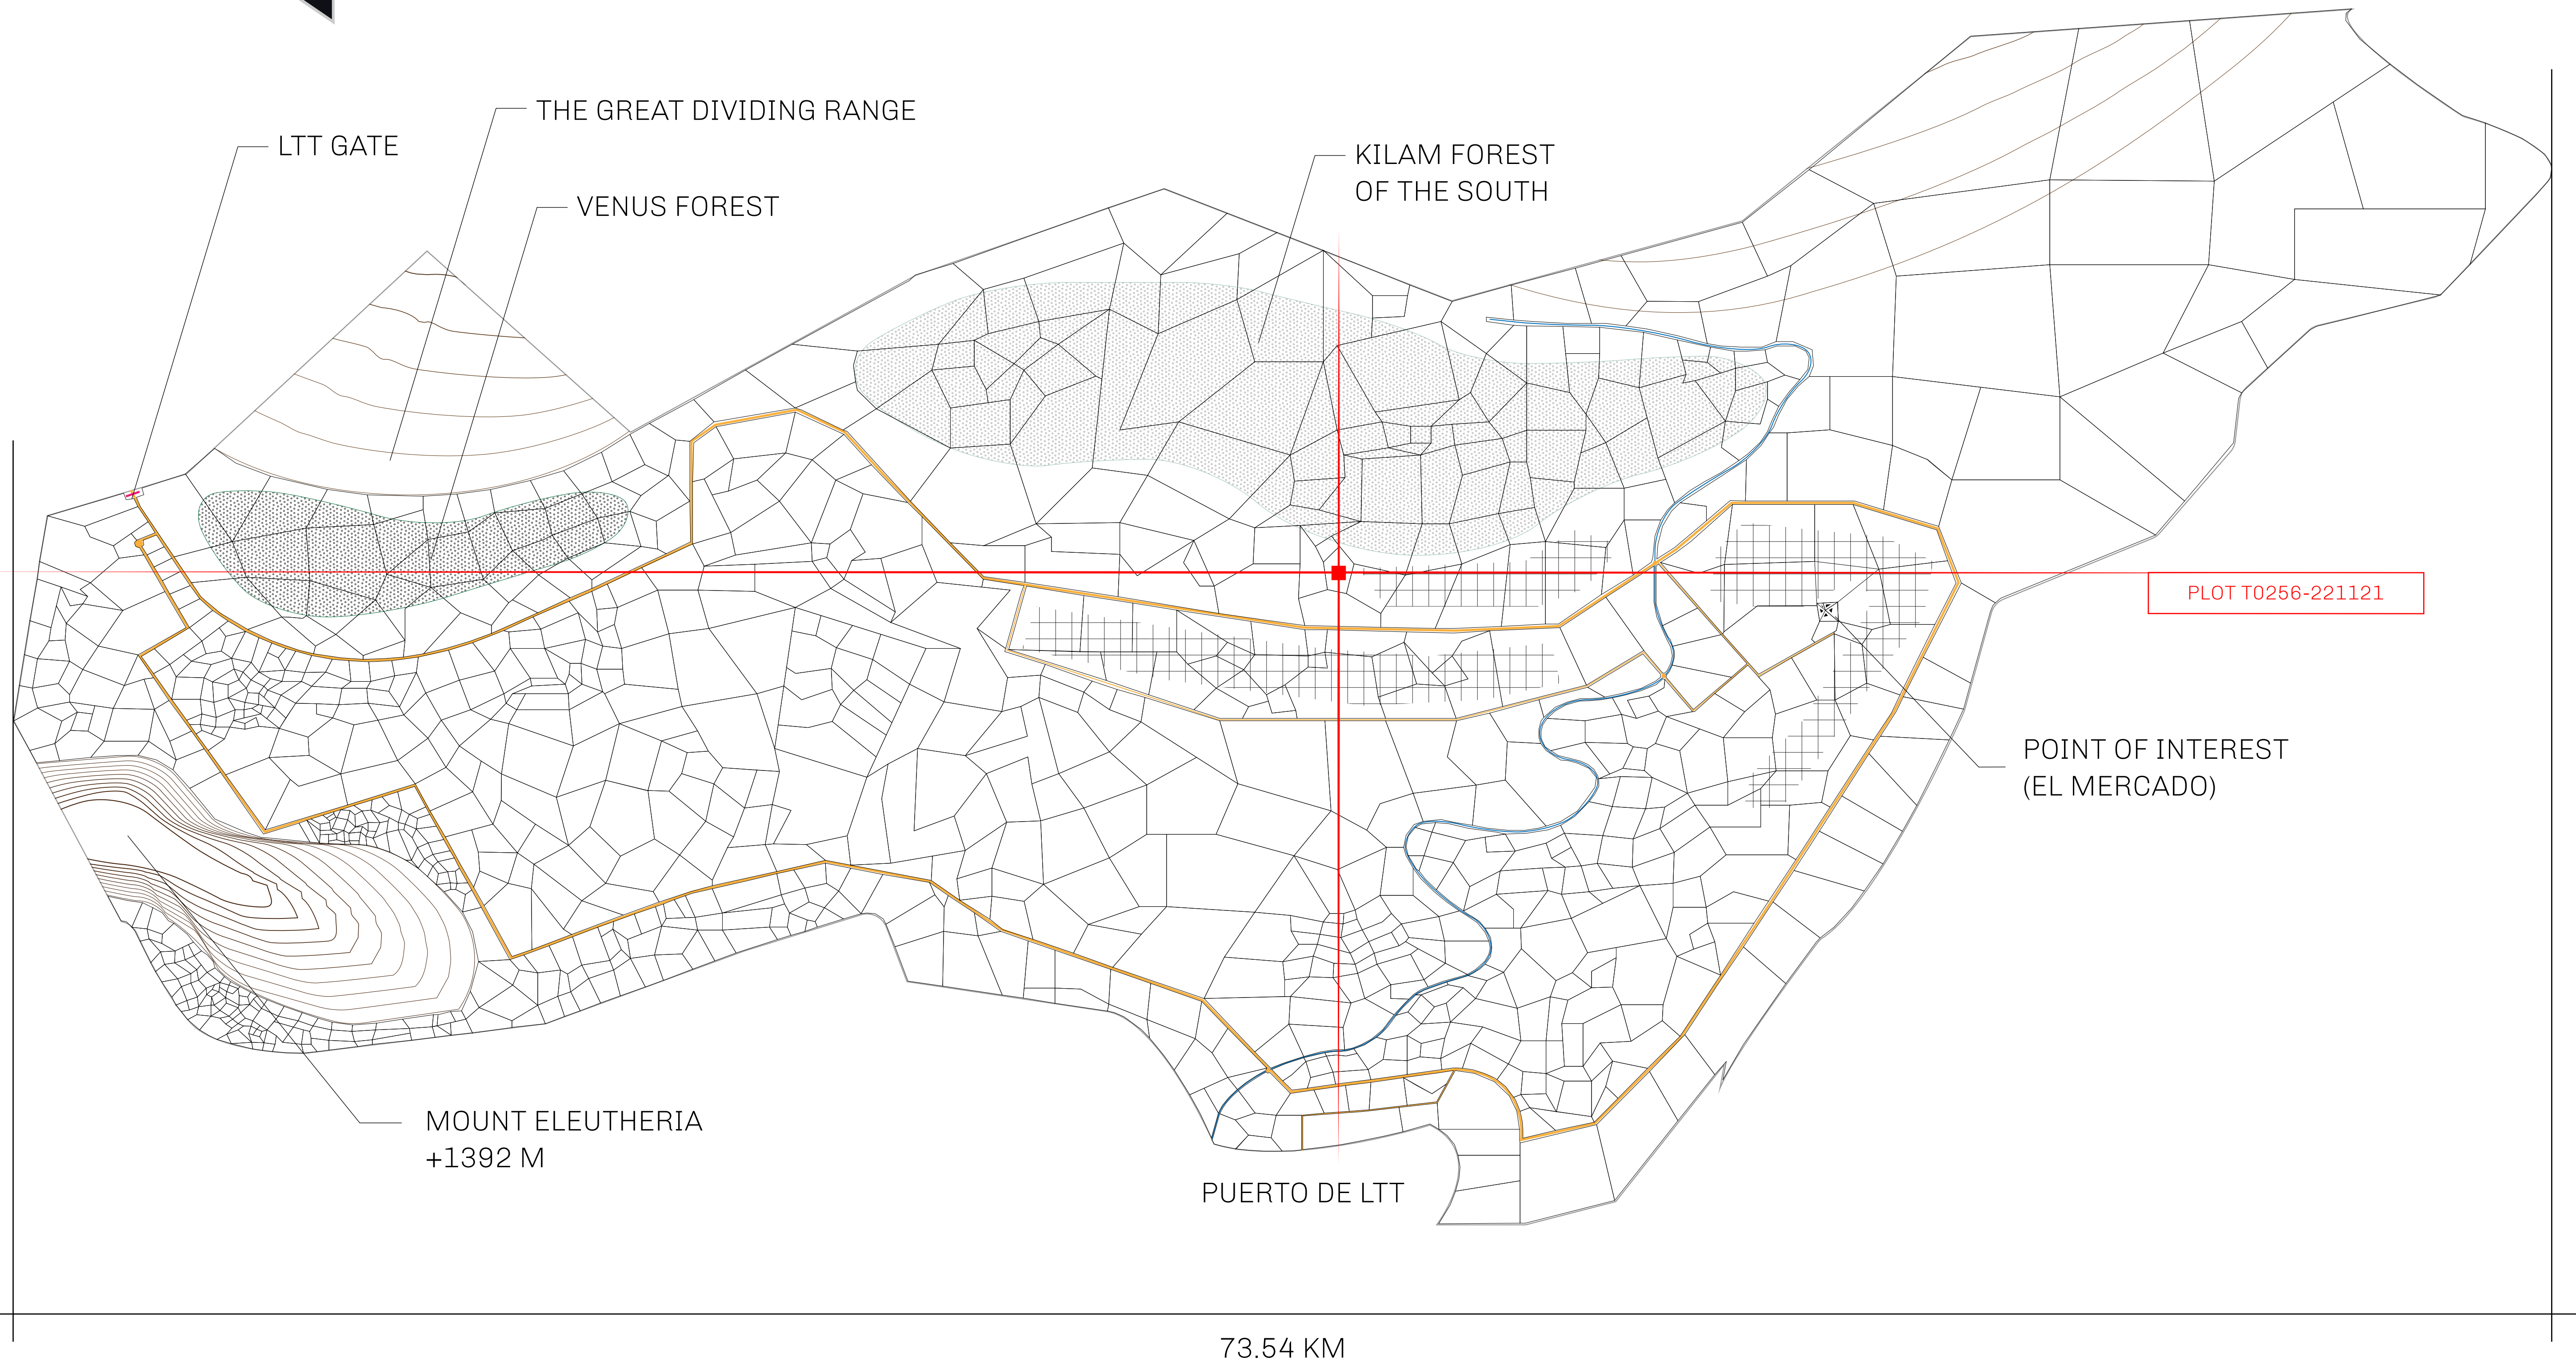 THE GREAT DIVIDING RANGE
LTT GATE
KILAM FOREST
OF THE SOUTH
VENUS FOREST
PLOT T0256-221121
POINT OF INTEREST
(EL MERCADO)
MOUNT ELEUTHERIA
+1392 M
PUERTO DE LTT
73.54 KM